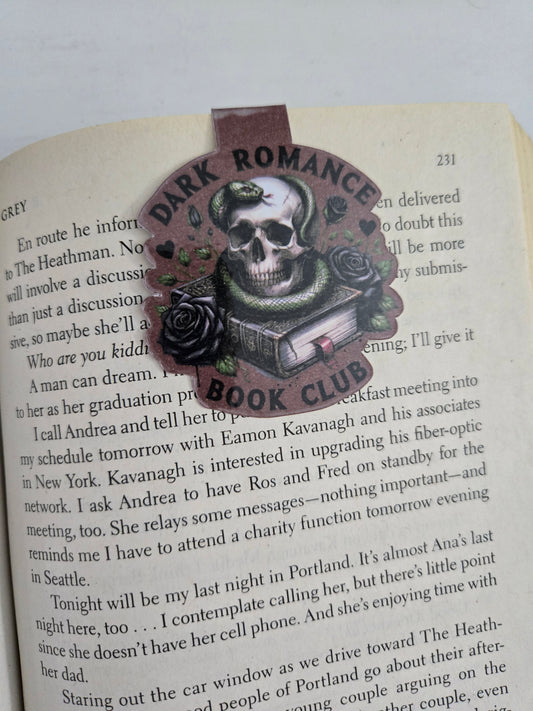 231
GREY
DARK ROMANCE
BOOK CLUB
En route he infor en delivered
to The Heathman. No o doubt this
will involve a discussi ill be more
than just a discussion ny submis-
sive, so maybe she'll a
Who are you kiddi ening; I'll give it
A man can dream.
to her as her graduation pr
I call Andrea and tell her to eakfast meeting into
my schedule tomorrow with Eamon Kavanagh and his associates
in New York. Kavanagh is interested in upgrading his fiber-optic
network. I ask Andrea to have Ros and Fred on standby for the
meeting, too. She relays some messages—nothing important—and
reminds me I have to attend a charity function tomorrow evening
in Seattle.
Tonight will be my last night in Portland. It's almost Ana's last
night here, too . . . I contemplate calling her, but there's little point
since she doesn't have her cell phone. And she's enjoying time with
her dad.
Staring out the car window as we drive toward The Heath-
good people of Portland go about their after-
young couple arguing on the
other couple, even